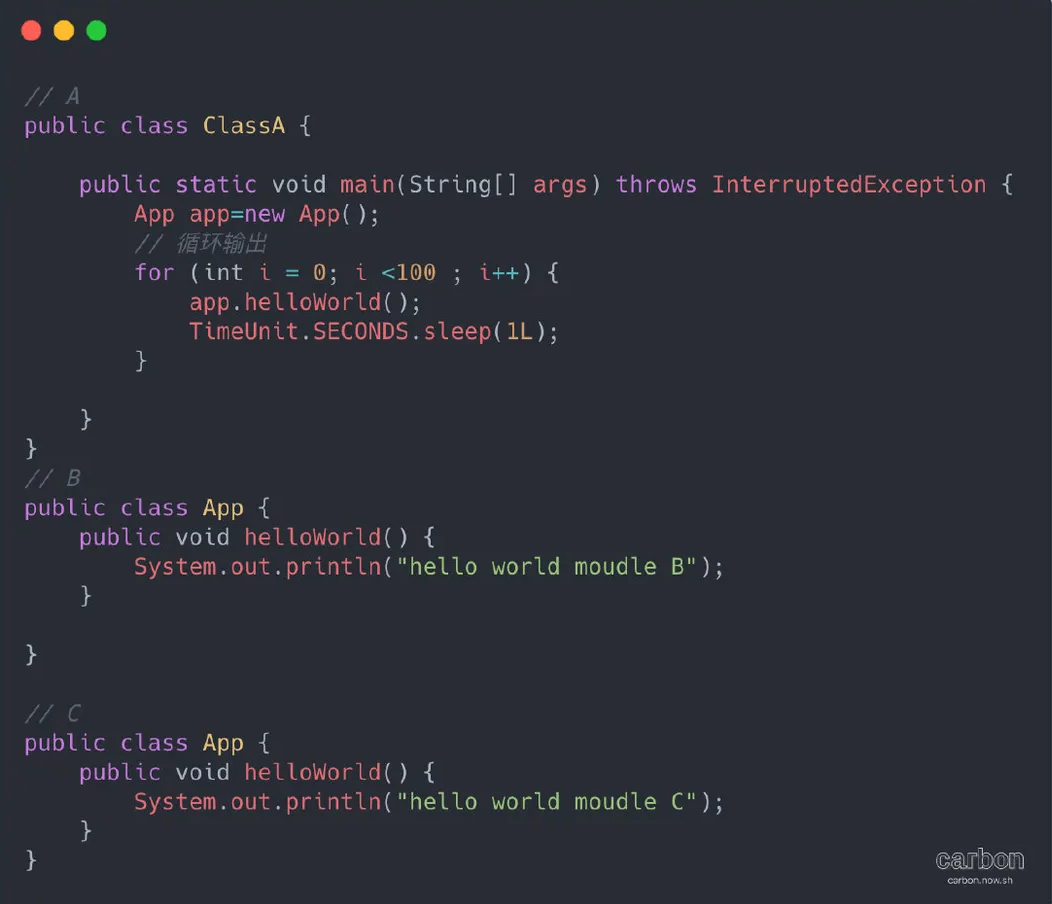 // A
public class ClassA {
    public static void main(String[] args) throws InterruptedException {
        App app=new App();
        // 循环输出
        for (int i = 0; i <100 ; i++) {
            app.helloWorld();
            TimeUnit.SECONDS.sleep(1L);
        }
    }
}
// B
public class App {
    public void helloWorld() {
        System.out.println("hello world moudle B");
    }
}
// C
public class App {
    public void helloWorld() {
        System.out.println("hello world moudle C");
    }
}
carbon
carbon.now.sh